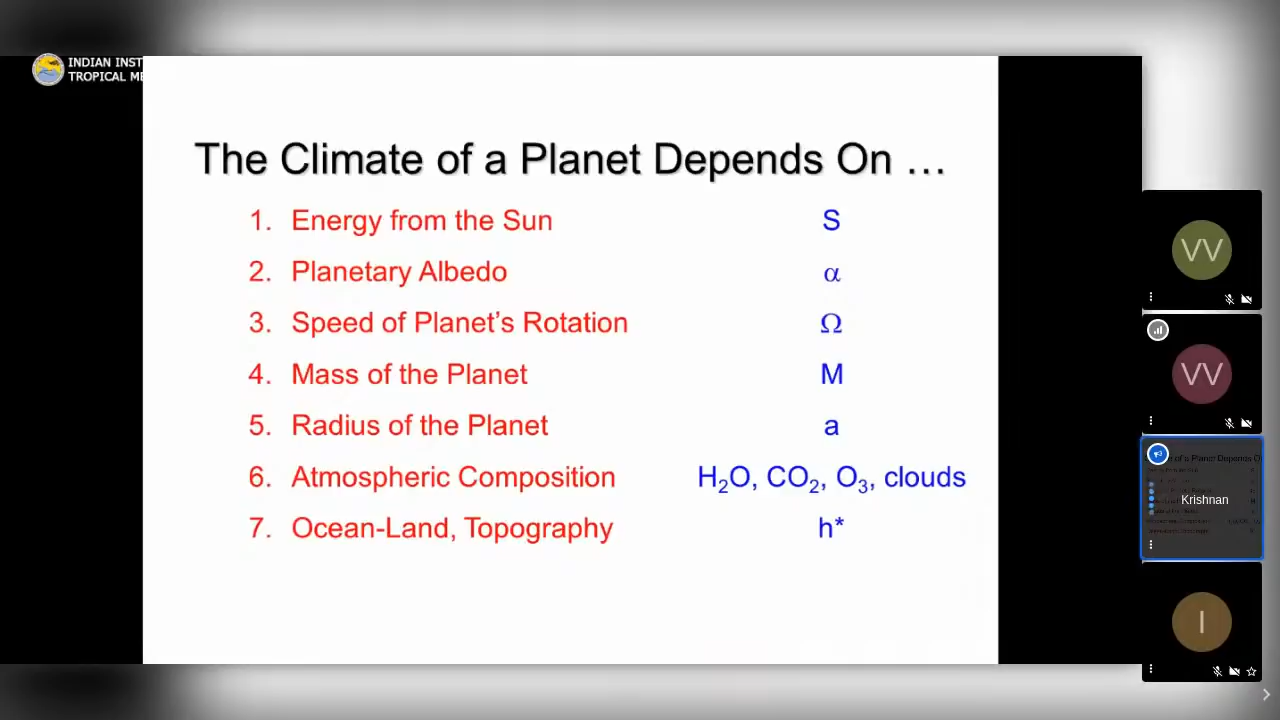 INDIAN INST
TROPICAL ME
The Climate of a Planet Depends On …
1. Energy from the Sun S
2. Planetary Albedo α
3. Speed of Planet’s Rotation Ω
4. Mass of the Planet M
5. Radius of the Planet a
6. Atmospheric Composition H₂O, CO₂, O₃, clouds
7. Ocean-Land, Topography h*
VV
VV
Krishnan
I